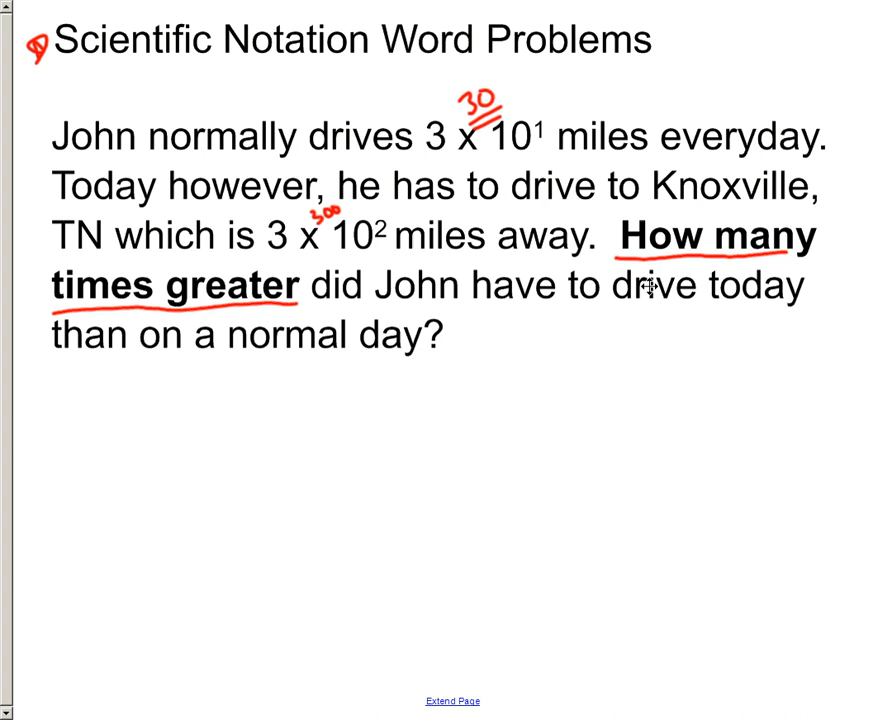 Scientific Notation Word Problems
30
John normally drives 3 x 10¹ miles everyday.
Today however, he has to drive to Knoxville,
300
TN which is 3 x 10² miles away. How many
times greater did John have to drive today
than on a normal day?
Extend Page